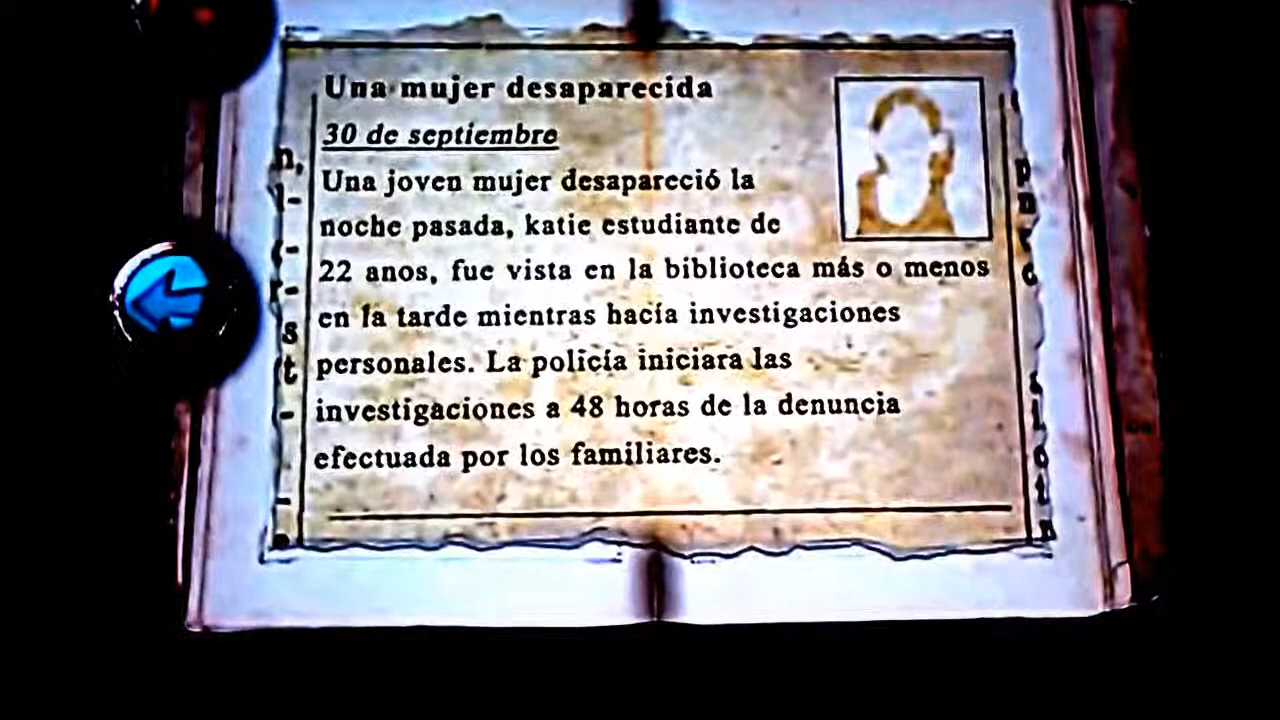 Una mujer desaparecida
30 de septiembre
Una joven mujer desapareció la
noche pasada, katie estudiante de
22 anos, fue vista en la biblioteca más o menos
en la tarde mientras hacía investigaciones
personales. La policía iniciara las
investigaciones a 48 horas de la denuncia
efectuada por los familiares.